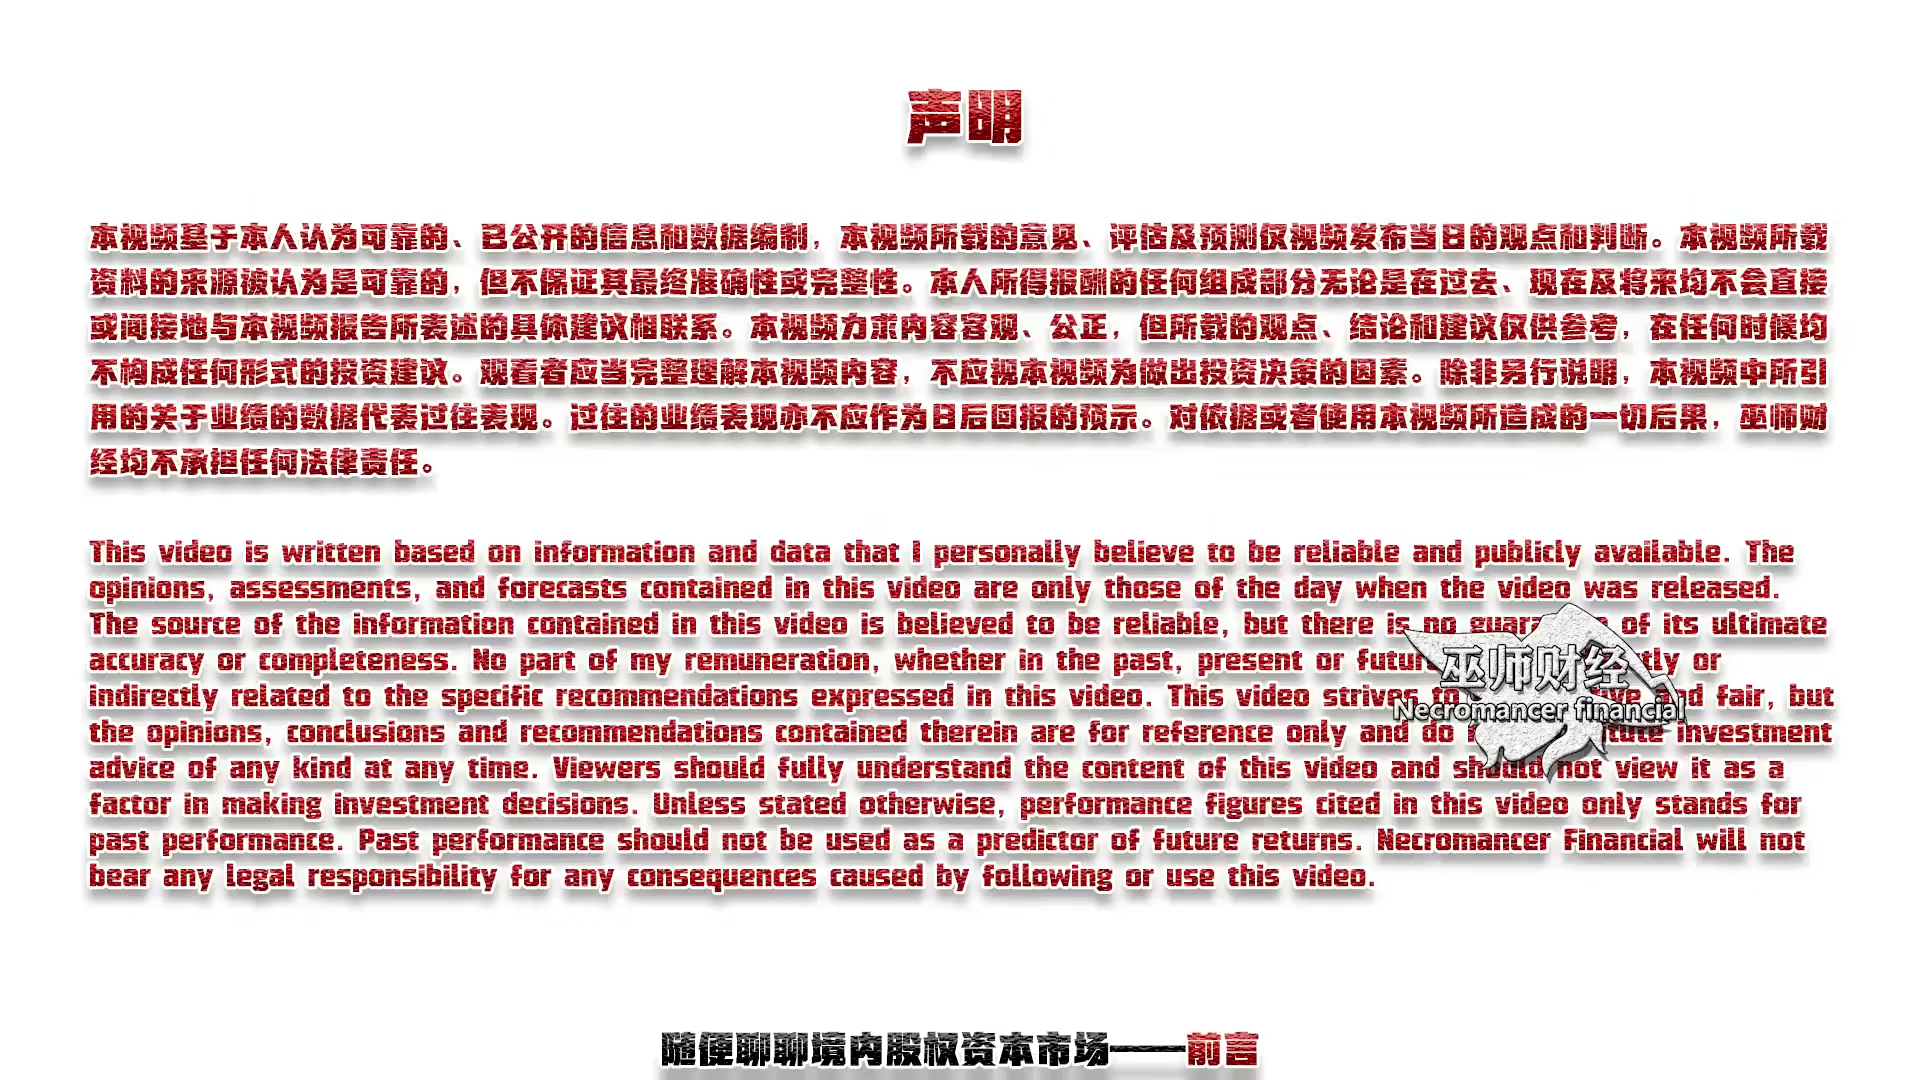 声明
本视频基于本人认为可靠的、已公开的信息和数据编制，本视频所载的意见、评估及预测仅视频发布当日的观点和判断。本视频所载
资料的来源被认为是可靠的，但不保证其最终准确性或完整性。本人所得报酬的任何组成部分无论是在过去、现在及将来均不会直接
或间接地与本视频报告所表述的具体建议相联系。本视频力求内容客观、公正，但所载的观点、结论和建议仅供参考，在任何时候均
不构成任何形式的投资建议。观看者应当完整理解本视频内容，不应视本视频为做出投资决策的因素。除非另行说明，本视频中所引
用的关于业绩的数据代表过往表现。过往的业绩表现亦不应作为日后回报的预示。对依据或者使用本视频所造成的一切后果，巫师财
经均不承担任何法律责任。
This video is written based on information and data that I personally believe to be reliable and publicly available. The
opinions, assessments, and forecasts contained in this video are only those of the day when the video was released.
The source of the information contained in this video is believed to be reliable, but there is no of its ultimate
accuracy or completeness. No part of my remuneration, whether in the past, present or or
indirectly related to the specific recommendations expressed in this video. This video strives to and fair, but
the opinions, conclusions and recommendations contained therein are for reference only and do investment
advice of any kind at any time. Viewers should fully understand the content of this video and should not view it as a
factor in making investment decisions. Unless stated otherwise, performance figures cited in this video only stands for
past performance. Past performance should not be used as a predictor of future returns. Necromancer Financial will not
bear any legal responsibility for any consequences caused by following or use this video.
巫师财经
Necromancer financial
随便聊聊境内股权资本市场——前言